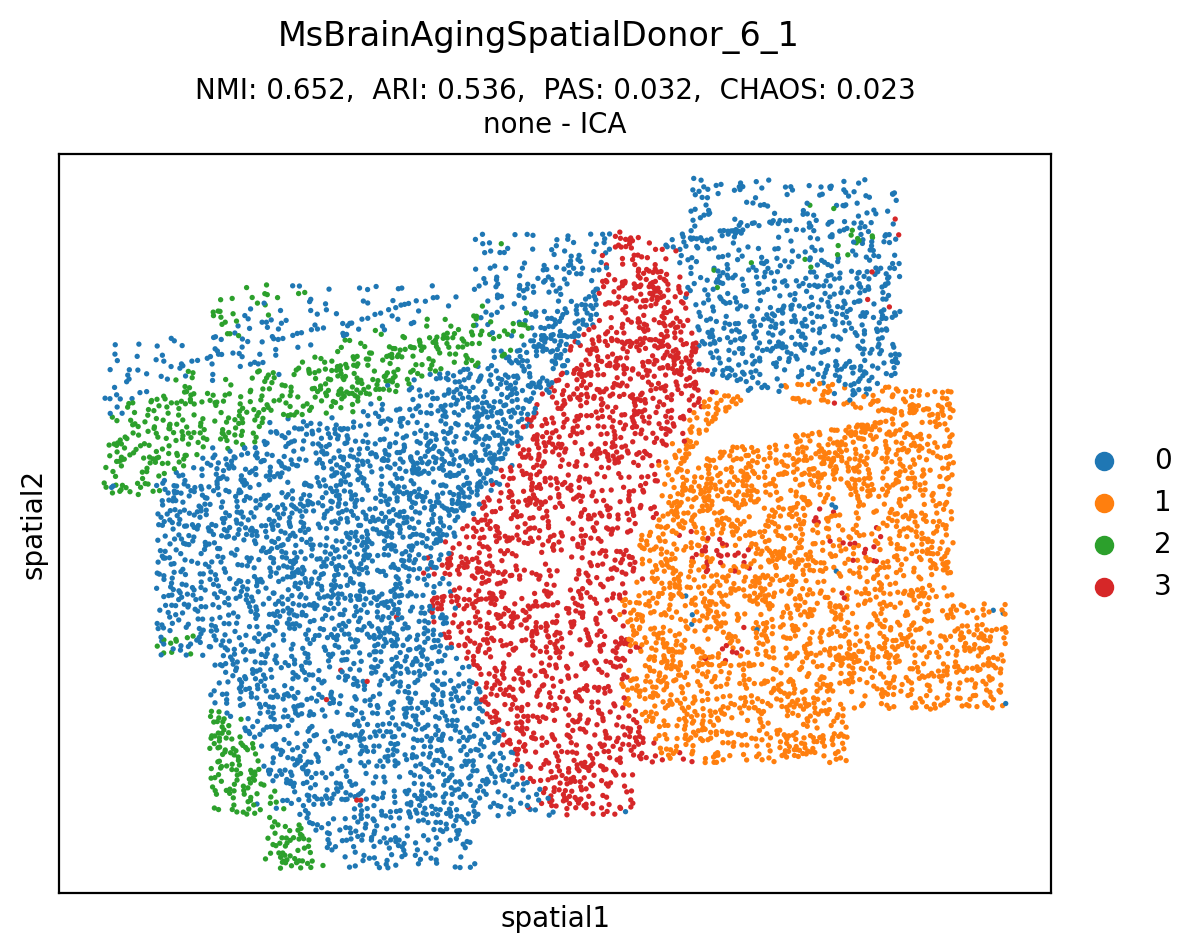 MsBrainAgingSpatialDonor_6_1
NMI: 0.652,  ARI: 0.536,  PAS: 0.032,  CHAOS: 0.023
none - ICA
spatial2
0
1
2
3
spatial1